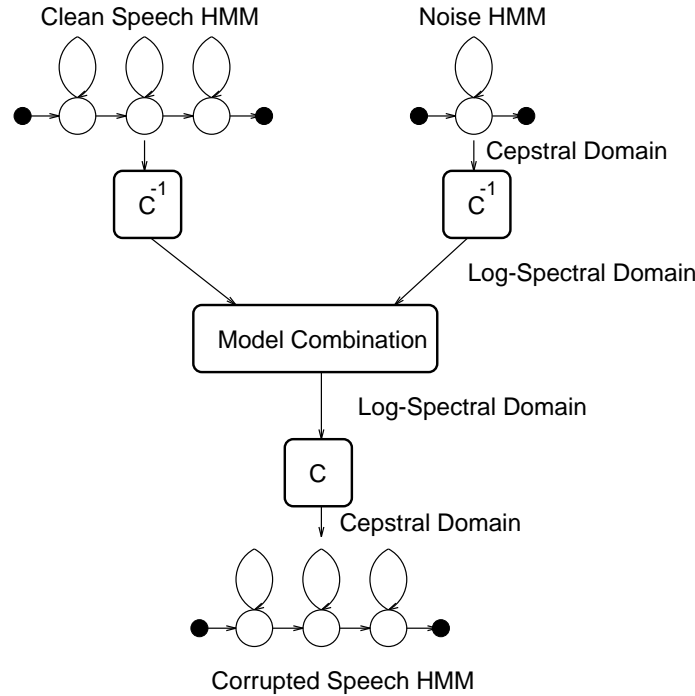 Clean Speech HMM
Noise HMM
Cepstral Domain
C-1
C-1
Log-Spectral Domain
Model Combination
Log-Spectral Domain
C
Cepstral Domain
Corrupted Speech HMM